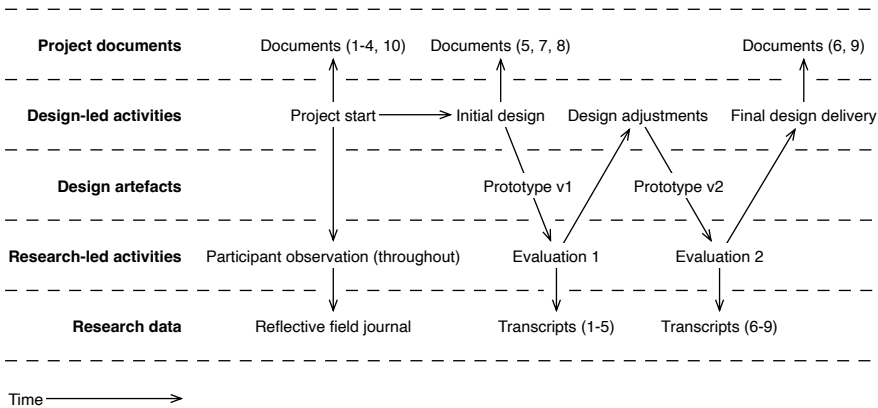 Project documents Documents (1-4, 10) Documents (5, 7, 8) Documents (6, 9)
Design-led activities Project start Initial design Design adjustments Final design delivery
Design artefacts Prototype v1 Prototype v2
Research-led activities Participant observation (throughout) Evaluation 1 Evaluation 2
Research data Reflective field journal Transcripts (1-5) Transcripts (6-9)
Time